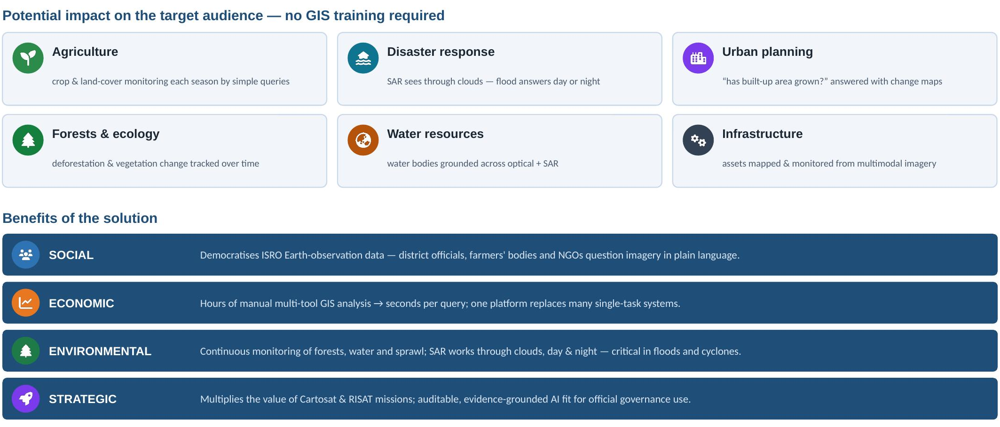 Potential impact on the target audience — no GIS training required
Agriculture
crop & land-cover monitoring each season by simple queries
Disaster response
SAR sees through clouds — flood answers day or night
Urban planning
“has built-up area grown?” answered with change maps
Forests & ecology
deforestation & vegetation change tracked over time
Water resources
water bodies grounded across optical + SAR
Infrastructure
assets mapped & monitored from multimodal imagery
Benefits of the solution
SOCIAL
Democratises ISRO Earth-observation data — district officials, farmers' bodies and NGOs question imagery in plain language.
ECONOMIC
Hours of manual multi-tool GIS analysis → seconds per query; one platform replaces many single-task systems.
ENVIRONMENTAL
Continuous monitoring of forests, water and sprawl; SAR works through clouds, day & night — critical in floods and cyclones.
STRATEGIC
Multiplies the value of Cartosat & RISAT missions; auditable, evidence-grounded AI fit for official governance use.